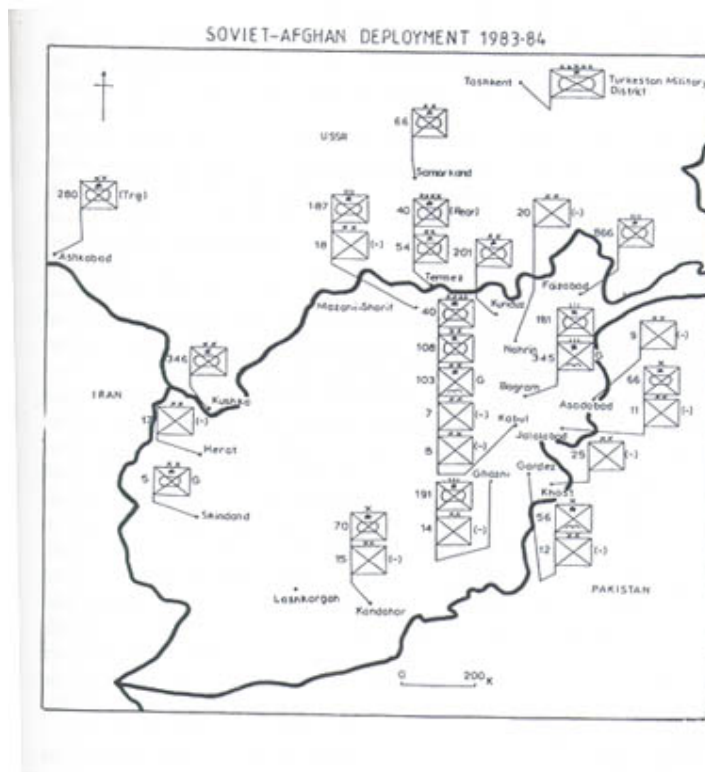 SOVIET-AFGHAN DEPLOYMENT 1983-84
Tashkent
Turkestan Military
District
66
USSR
Samarkand
280 (Trg)
Ashkabad
187
18 (-)
Mazar-i-Sharif
40 (Rear)
54
Termez
201
Kunduz
20 (-)
Nahrin
866
Faizabad
40
108
103 G
7 (-)
8 (-)
Kabul
181
345 G
Bagram
9 (-)
Asadabad
66
11 (-)
Jalalabad
346
Kushka
IRAN
17 (-)
Herat
5 G
Skindand
191
14 (-)
Ghazni
Gardez
25 (-)
Khost
56
12 (-)
70
15 (-)
Lashkargah
Kandahar
PAKISTAN
0 200 K